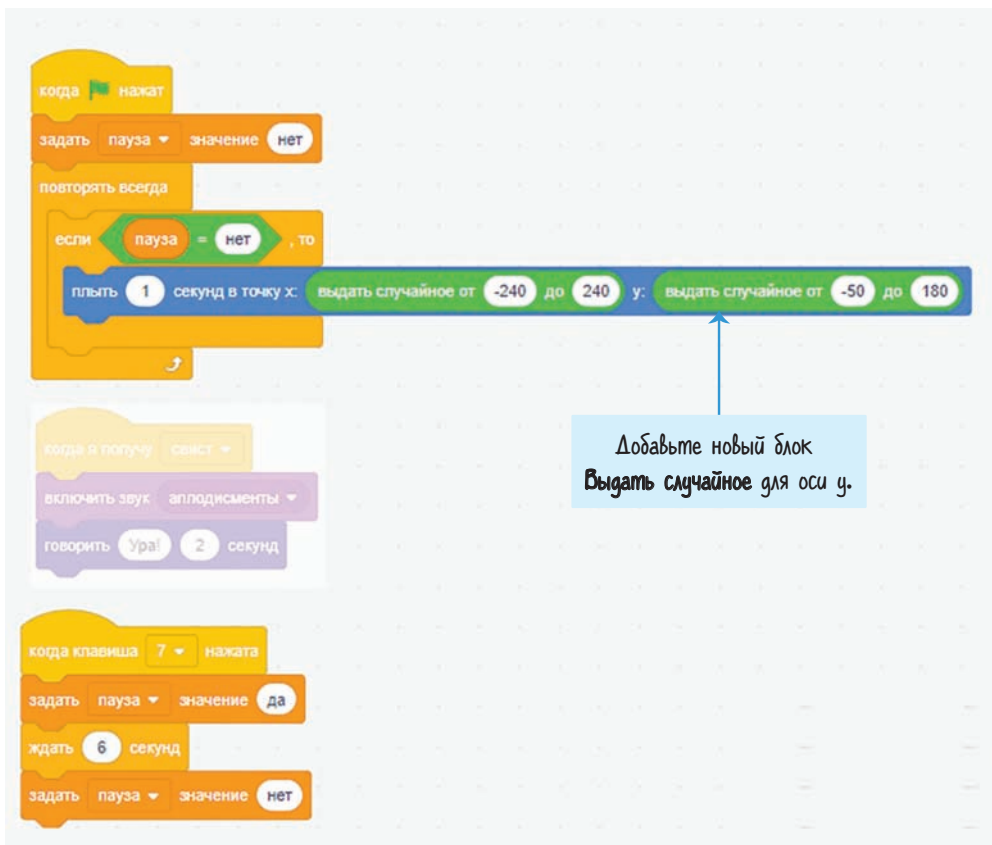 когда нажат
задать пауза значение нет
повторять всегда
если пауза = нет , то
плыть 1 секунд в точку x: выдать случайное от -240 до 240 y: выдать случайное от -50 до 180
Добавьте новый блок
Выдать случайное для оси y.
когда я получу свист
включить звук аплодисменты
говорить Ура! 2 секунд
когда клавиша 7 нажата
задать пауза значение да
ждать 6 секунд
задать пауза значение нет